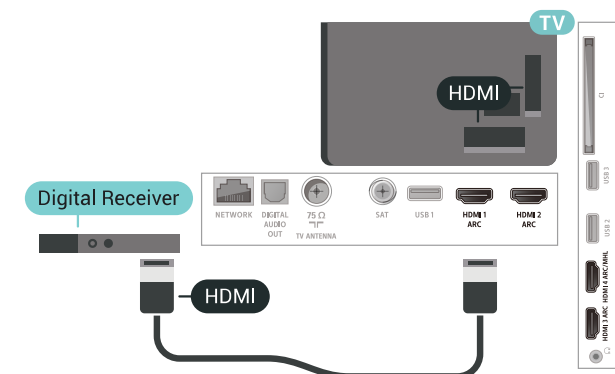 TV
HDMI
Digital Receiver
NETWORK
DIGITAL
AUDIO
OUT
75 Ω
TV ANTENNA
SAT
USB 1
HDMI 1
ARC
HDMI 2
ARC
HDMI
USB 3
USB 2
HDMI 4 ARC/MHL
HDMI 3 ARC